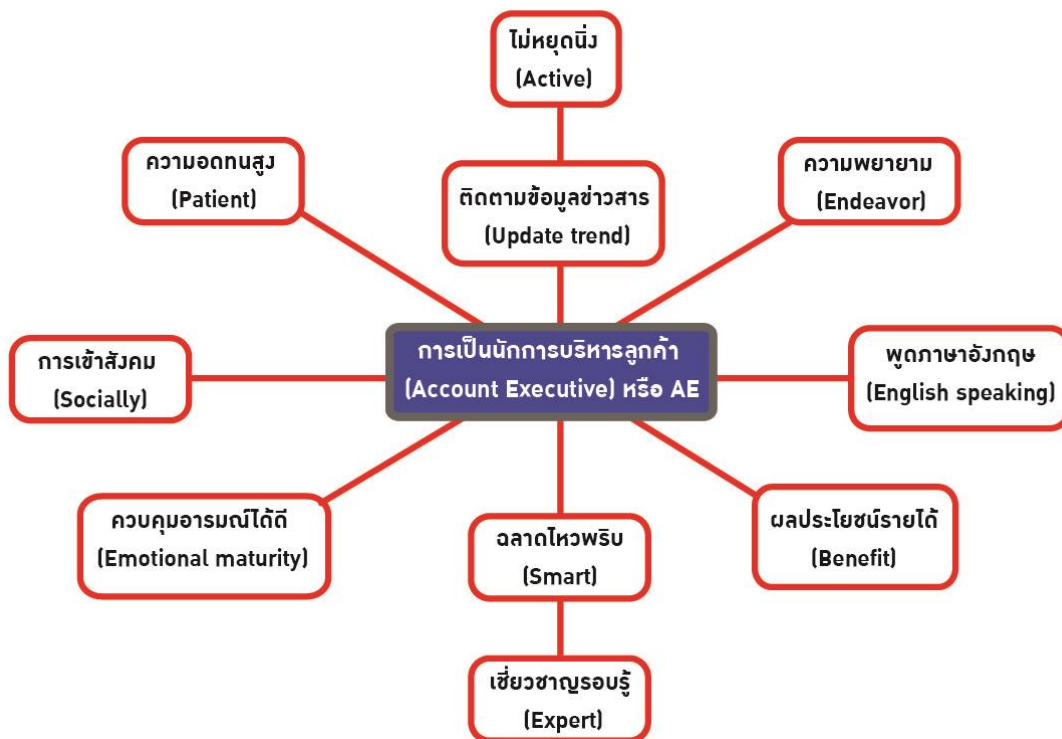 ไม่หยุดนิ่ง
(Active)
ความอดทนสูง
(Patient)
ติดตามข้อมูลข่าวสาร
(Update trend)
ความพยายาม
(Endeavor)
การเข้าสังคม
(Socially)
การเป็นนักการบริหารลูกค้า
(Account Executive) หรือ AE
พูดภาษาอังกฤษ
(English speaking)
ควบคุมอารมณ์ได้ดี
(Emotional maturity)
ฉลาดไหวพริบ
(Smart)
ผลประโยชน์รายได้
(Benefit)
เชี่ยวชาญรอบรู้
(Expert)